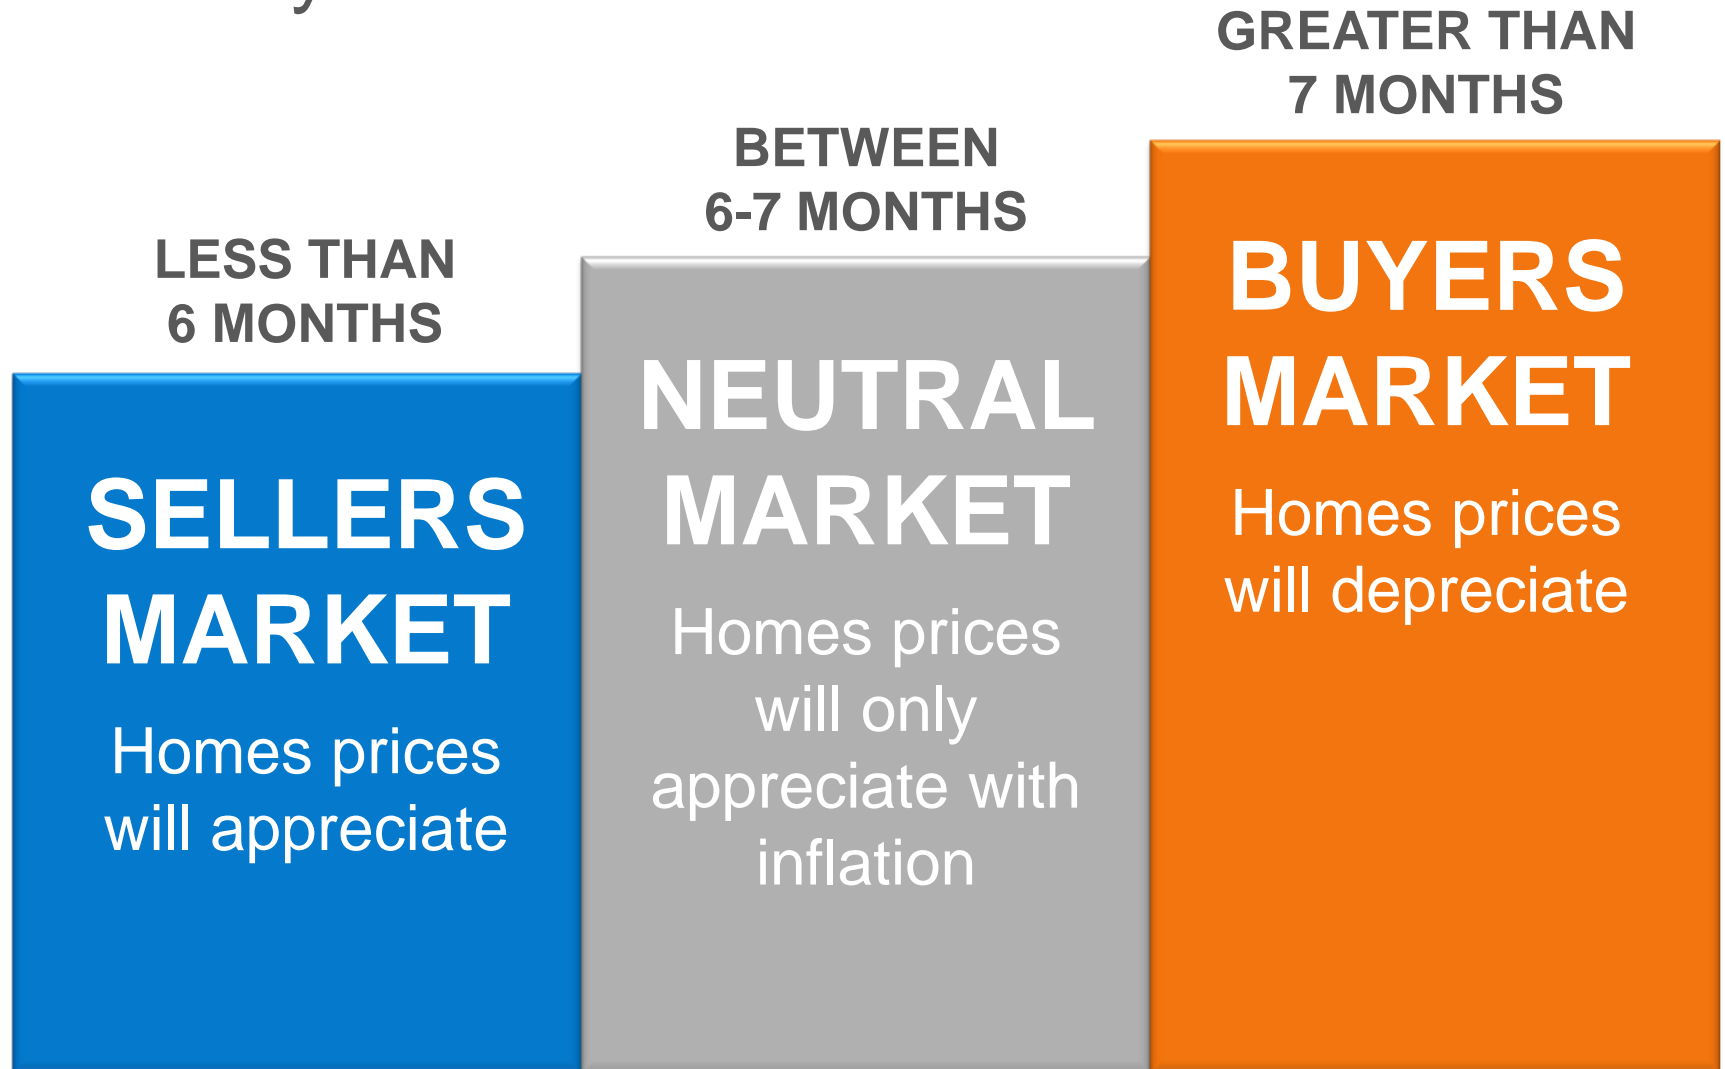 LESS THAN
6 MONTHS
SELLERS
MARKET
Homes prices
will appreciate
BETWEEN
6-7 MONTHS
NEUTRAL
MARKET
Homes prices
will only
appreciate with
inflation
GREATER THAN
7 MONTHS
BUYERS
MARKET
Homes prices
will depreciate